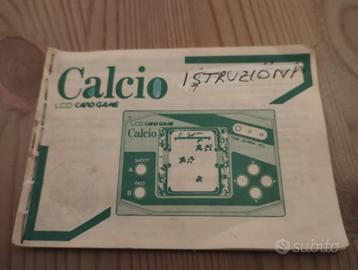 Calcio ISTRUZIONI
LCD CARD GAME
LCD CARD GAME
Calcio
SHOOT
A
PASS
B
subito